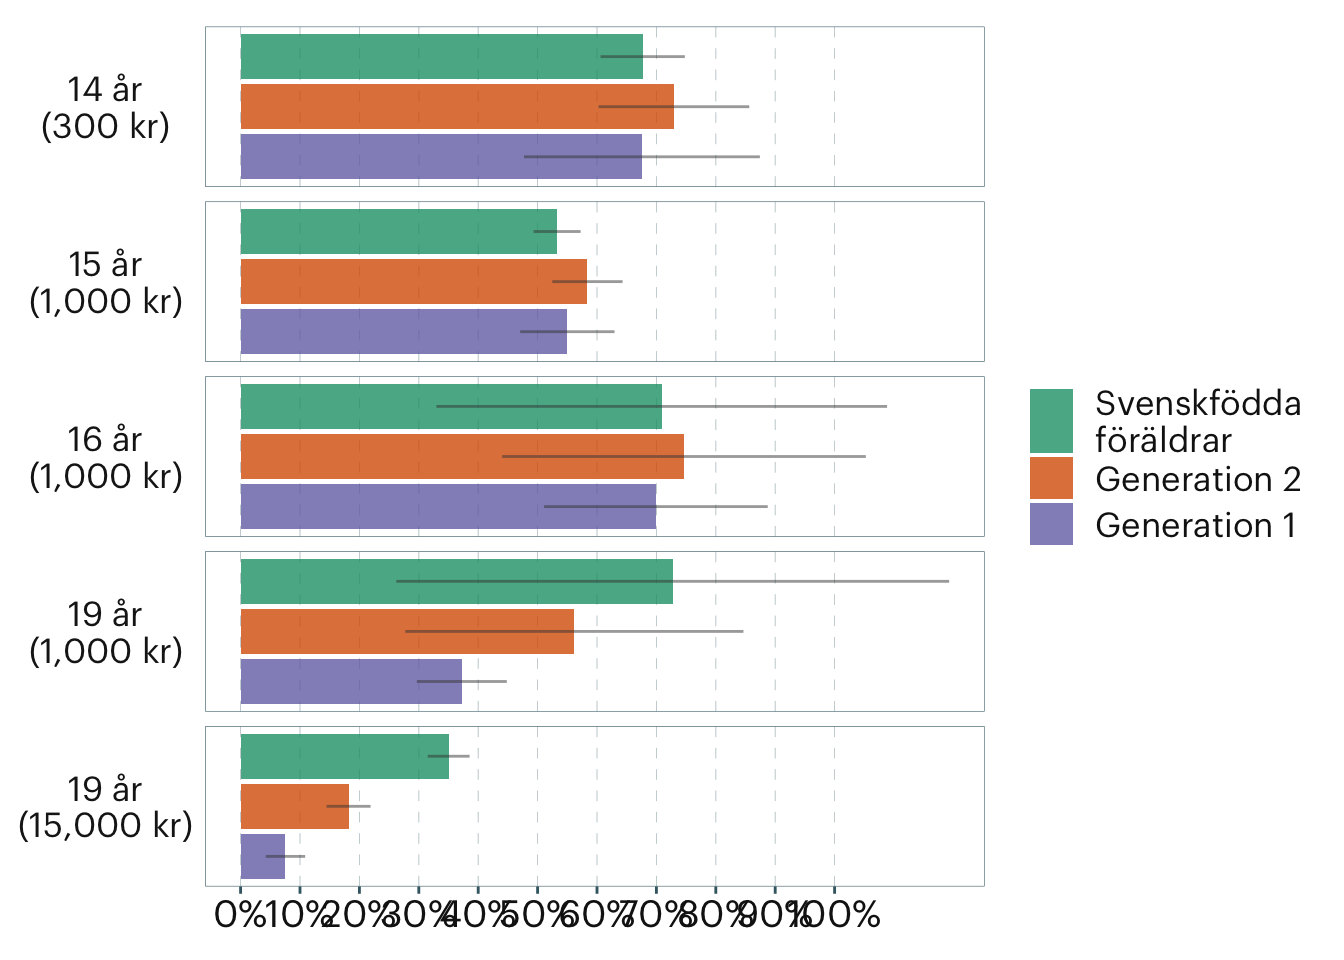 14 år
(300 kr)
15 år
(1,000 kr)
16 år
(1,000 kr)
19 år
(1,000 kr)
19 år
(15,000 kr)
0% 10% 20% 30% 40% 50% 60% 70% 80% 90% 100%
Svenskfödda
föräldrar
Generation 2
Generation 1